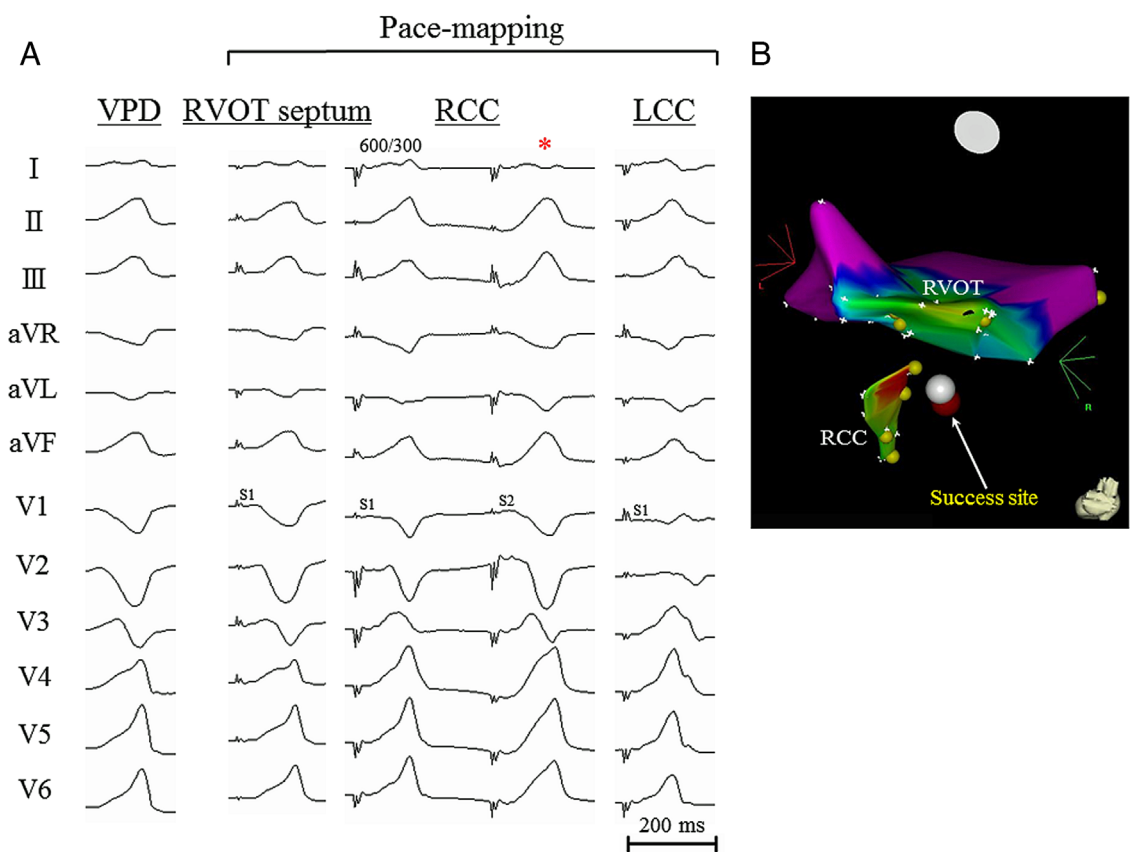 A
Pace-mapping
B
VPD
RVOT septum
RCC
LCC
600/300
*
I
II
III
aVR
aVL
aVF
V1
S1
S1
S2
S1
V2
V3
V4
V5
V6
200 ms
RVOT
RCC
Success site
R